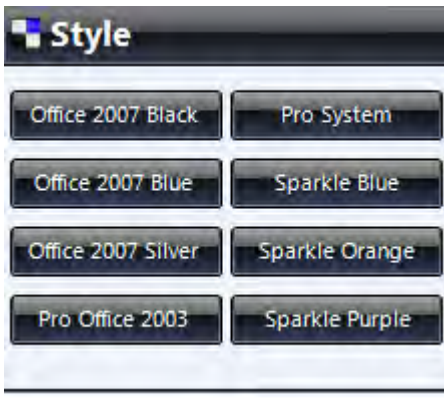 Style
Office 2007 Black
Pro System
Office 2007 Blue
Sparkle Blue
Office 2007 Silver
Sparkle Orange
Pro Office 2003
Sparkle Purple